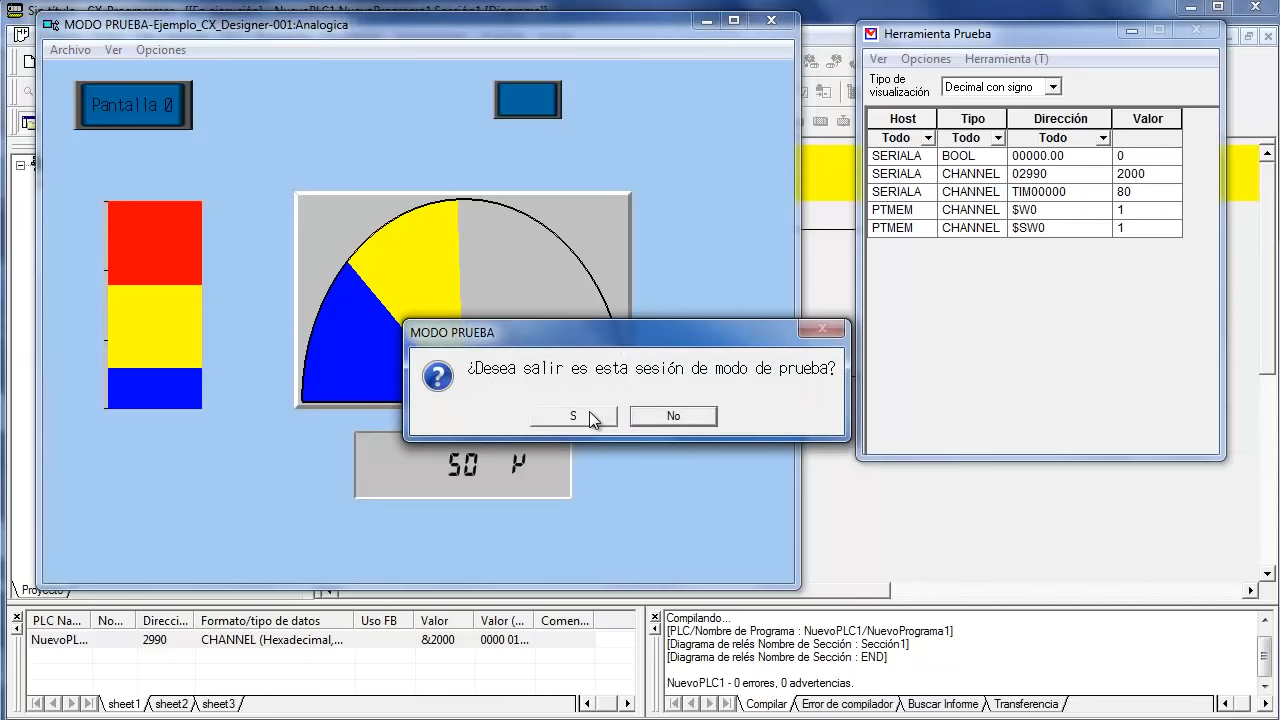 MODO PRUEBA-Ejemplo_CX_Designer-001:Analogica
Archivo Ver Opciones
Pantalla 0
50
Herramienta Prueba
Ver Opciones Herramienta (T)
Tipo de visualización Decimal con signo
Host Tipo Dirección Valor
Todo Todo Todo
SERIALA BOOL 00000.00 0
SERIALA CHANNEL 02990 2000
SERIALA CHANNEL TIM00000 80
PTMEM CHANNEL $W0 1
PTMEM CHANNEL $SW0 1
MODO PRUEBA
¿Desea salir es esta sesión de modo de prueba?
S No
Proyecto
PLC Na... No... Direcci... Formato/tipo de datos Uso FB Valor Valor (... Comen...
NuevoPL... 2990 CHANNEL (Hexadecimal,... &2000 0000 01...
sheet1 sheet2 sheet3
Compilando...
[PLC/Nombre de Programa : NuevoPLC1/NuevoPrograma1]
[Diagrama de relés Nombre de Sección : Sección1]
[Diagrama de relés Nombre de Sección : END]
NuevoPLC1 - 0 errores, 0 advertencias.
Compilar Error de compilador Buscar Informe Transferencia